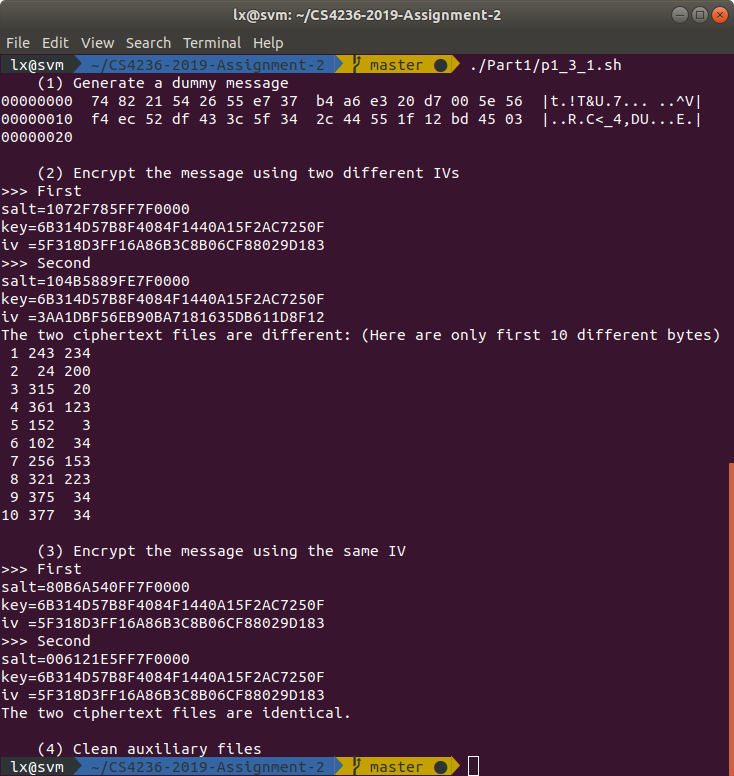 lx@svm: ~/CS4236-2019-Assignment-2
File Edit View Search Terminal Help
lx@svm ~/CS4236-2019-Assignment-2 master ● ./Part1/p1_3_1.sh
    (1) Generate a dummy message
00000000  74 82 21 54 26 55 e7 37  b4 a6 e3 20 d7 00 5e 56  |t.!T&U.7... ..^V|
00000010  f4 ec 52 df 43 3c 5f 34  2c 44 55 1f 12 bd 45 03  |..R.C<_4,DU...E.|
00000020
    (2) Encrypt the message using two different IVs
>>> First
salt=1072F785FF7F0000
key=6B314D57B8F4084F1440A15F2AC7250F
iv =5F318D3FF16A86B3C8B06CF88029D183
>>> Second
salt=104B5889FE7F0000
key=6B314D57B8F4084F1440A15F2AC7250F
iv =3AA1DBF56EB90BA7181635DB611D8F12
The two ciphertext files are different: (Here are only first 10 different bytes)
 1 243 234
 2  24 200
 3 315  20
 4 361 123
 5 152   3
 6 102  34
 7 256 153
 8 321 223
 9 375  34
10 377  34
    (3) Encrypt the message using the same IV
>>> First
salt=80B6A540FF7F0000
key=6B314D57B8F4084F1440A15F2AC7250F
iv =5F318D3FF16A86B3C8B06CF88029D183
>>> Second
salt=006121E5FF7F0000
key=6B314D57B8F4084F1440A15F2AC7250F
iv =5F318D3FF16A86B3C8B06CF88029D183
The two ciphertext files are identical.
    (4) Clean auxiliary files
lx@svm ~/CS4236-2019-Assignment-2 master ●